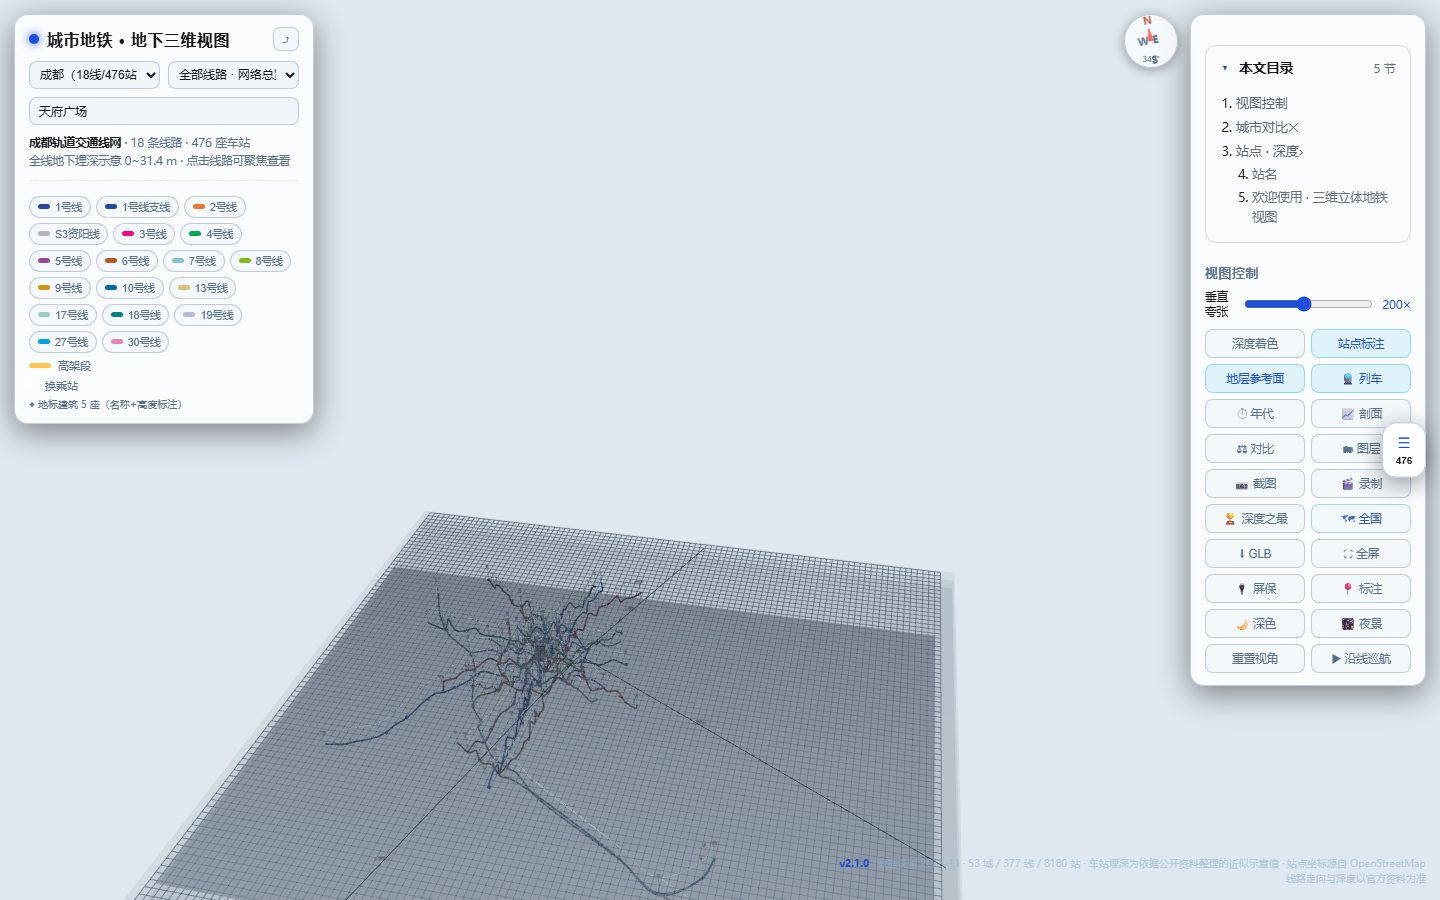 城市地铁 • 地下三维视图
⤴
成都（18线/476站
全部线路 · 网络总
天府广场
成都轨道交通线网 · 18 条线路 · 476 座车站
全线地下埋深示意 0~31.4 m · 点击线路可聚焦查看
1号线
1号线支线
2号线
S3资阳线
3号线
4号线
5号线
6号线
7号线
8号线
9号线
10号线
13号线
17号线
18号线
19号线
27号线
30号线
高架段
换乘站
✦ 地标建筑 5 座（名称+高度标注）
N
W E
本文目录
5 节
1. 视图控制
2. 城市对比×
3. 站点 · 深度›
4. 站名
5. 欢迎使用 · 三维立体地铁
视图
视图控制
垂直
夸张
200×
深度着色
站点标注
地层参考面
列车
年代
剖面
对比
图层
☰
476
截图
录制
深度之最
全国
⬇ GLB
全屏
屏保
标注
深色
夜景
重置视角
▶ 沿线巡航
v2.1.0
· 53 城 / 377 线 / 8180 站 · 车站埋深为依据公开资料整理的近似示意值 · 站点坐标源自 OpenStreetMap
线路走向与深度以官方资料为准